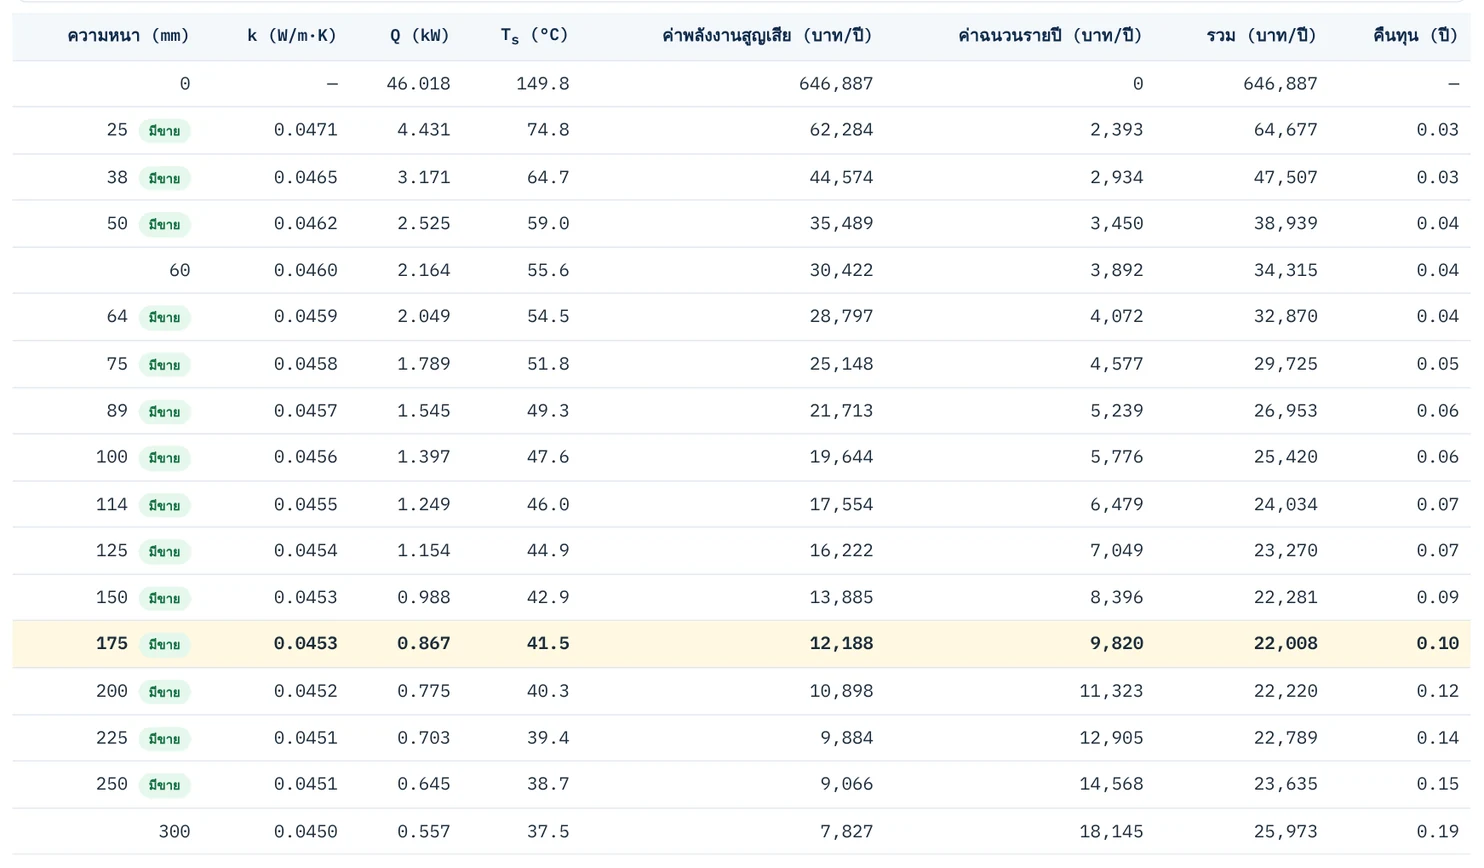 ความหนา (mm) k (W/m·K) Q (kW) Ts (°C) ค่าพลังงานสูญเสีย (บาท/ปี) ค่าฉนวนรายปี (บาท/ปี) รวม (บาท/ปี) คืนทุน (ปี)
0 — 46.018 149.8 646,887 0 646,887 —
25 มีขาย 0.0471 4.431 74.8 62,284 2,393 64,677 0.03
38 มีขาย 0.0465 3.171 64.7 44,574 2,934 47,507 0.03
50 มีขาย 0.0462 2.525 59.0 35,489 3,450 38,939 0.04
60 0.0460 2.164 55.6 30,422 3,892 34,315 0.04
64 มีขาย 0.0459 2.049 54.5 28,797 4,072 32,870 0.04
75 มีขาย 0.0458 1.789 51.8 25,148 4,577 29,725 0.05
89 มีขาย 0.0457 1.545 49.3 21,713 5,239 26,953 0.06
100 มีขาย 0.0456 1.397 47.6 19,644 5,776 25,420 0.06
114 มีขาย 0.0455 1.249 46.0 17,554 6,479 24,034 0.07
125 มีขาย 0.0454 1.154 44.9 16,222 7,049 23,270 0.07
150 มีขาย 0.0453 0.988 42.9 13,885 8,396 22,281 0.09
175 มีขาย 0.0453 0.867 41.5 12,188 9,820 22,008 0.10
200 มีขาย 0.0452 0.775 40.3 10,898 11,323 22,220 0.12
225 มีขาย 0.0451 0.703 39.4 9,884 12,905 22,789 0.14
250 มีขาย 0.0451 0.645 38.7 9,066 14,568 23,635 0.15
300 0.0450 0.557 37.5 7,827 18,145 25,973 0.19